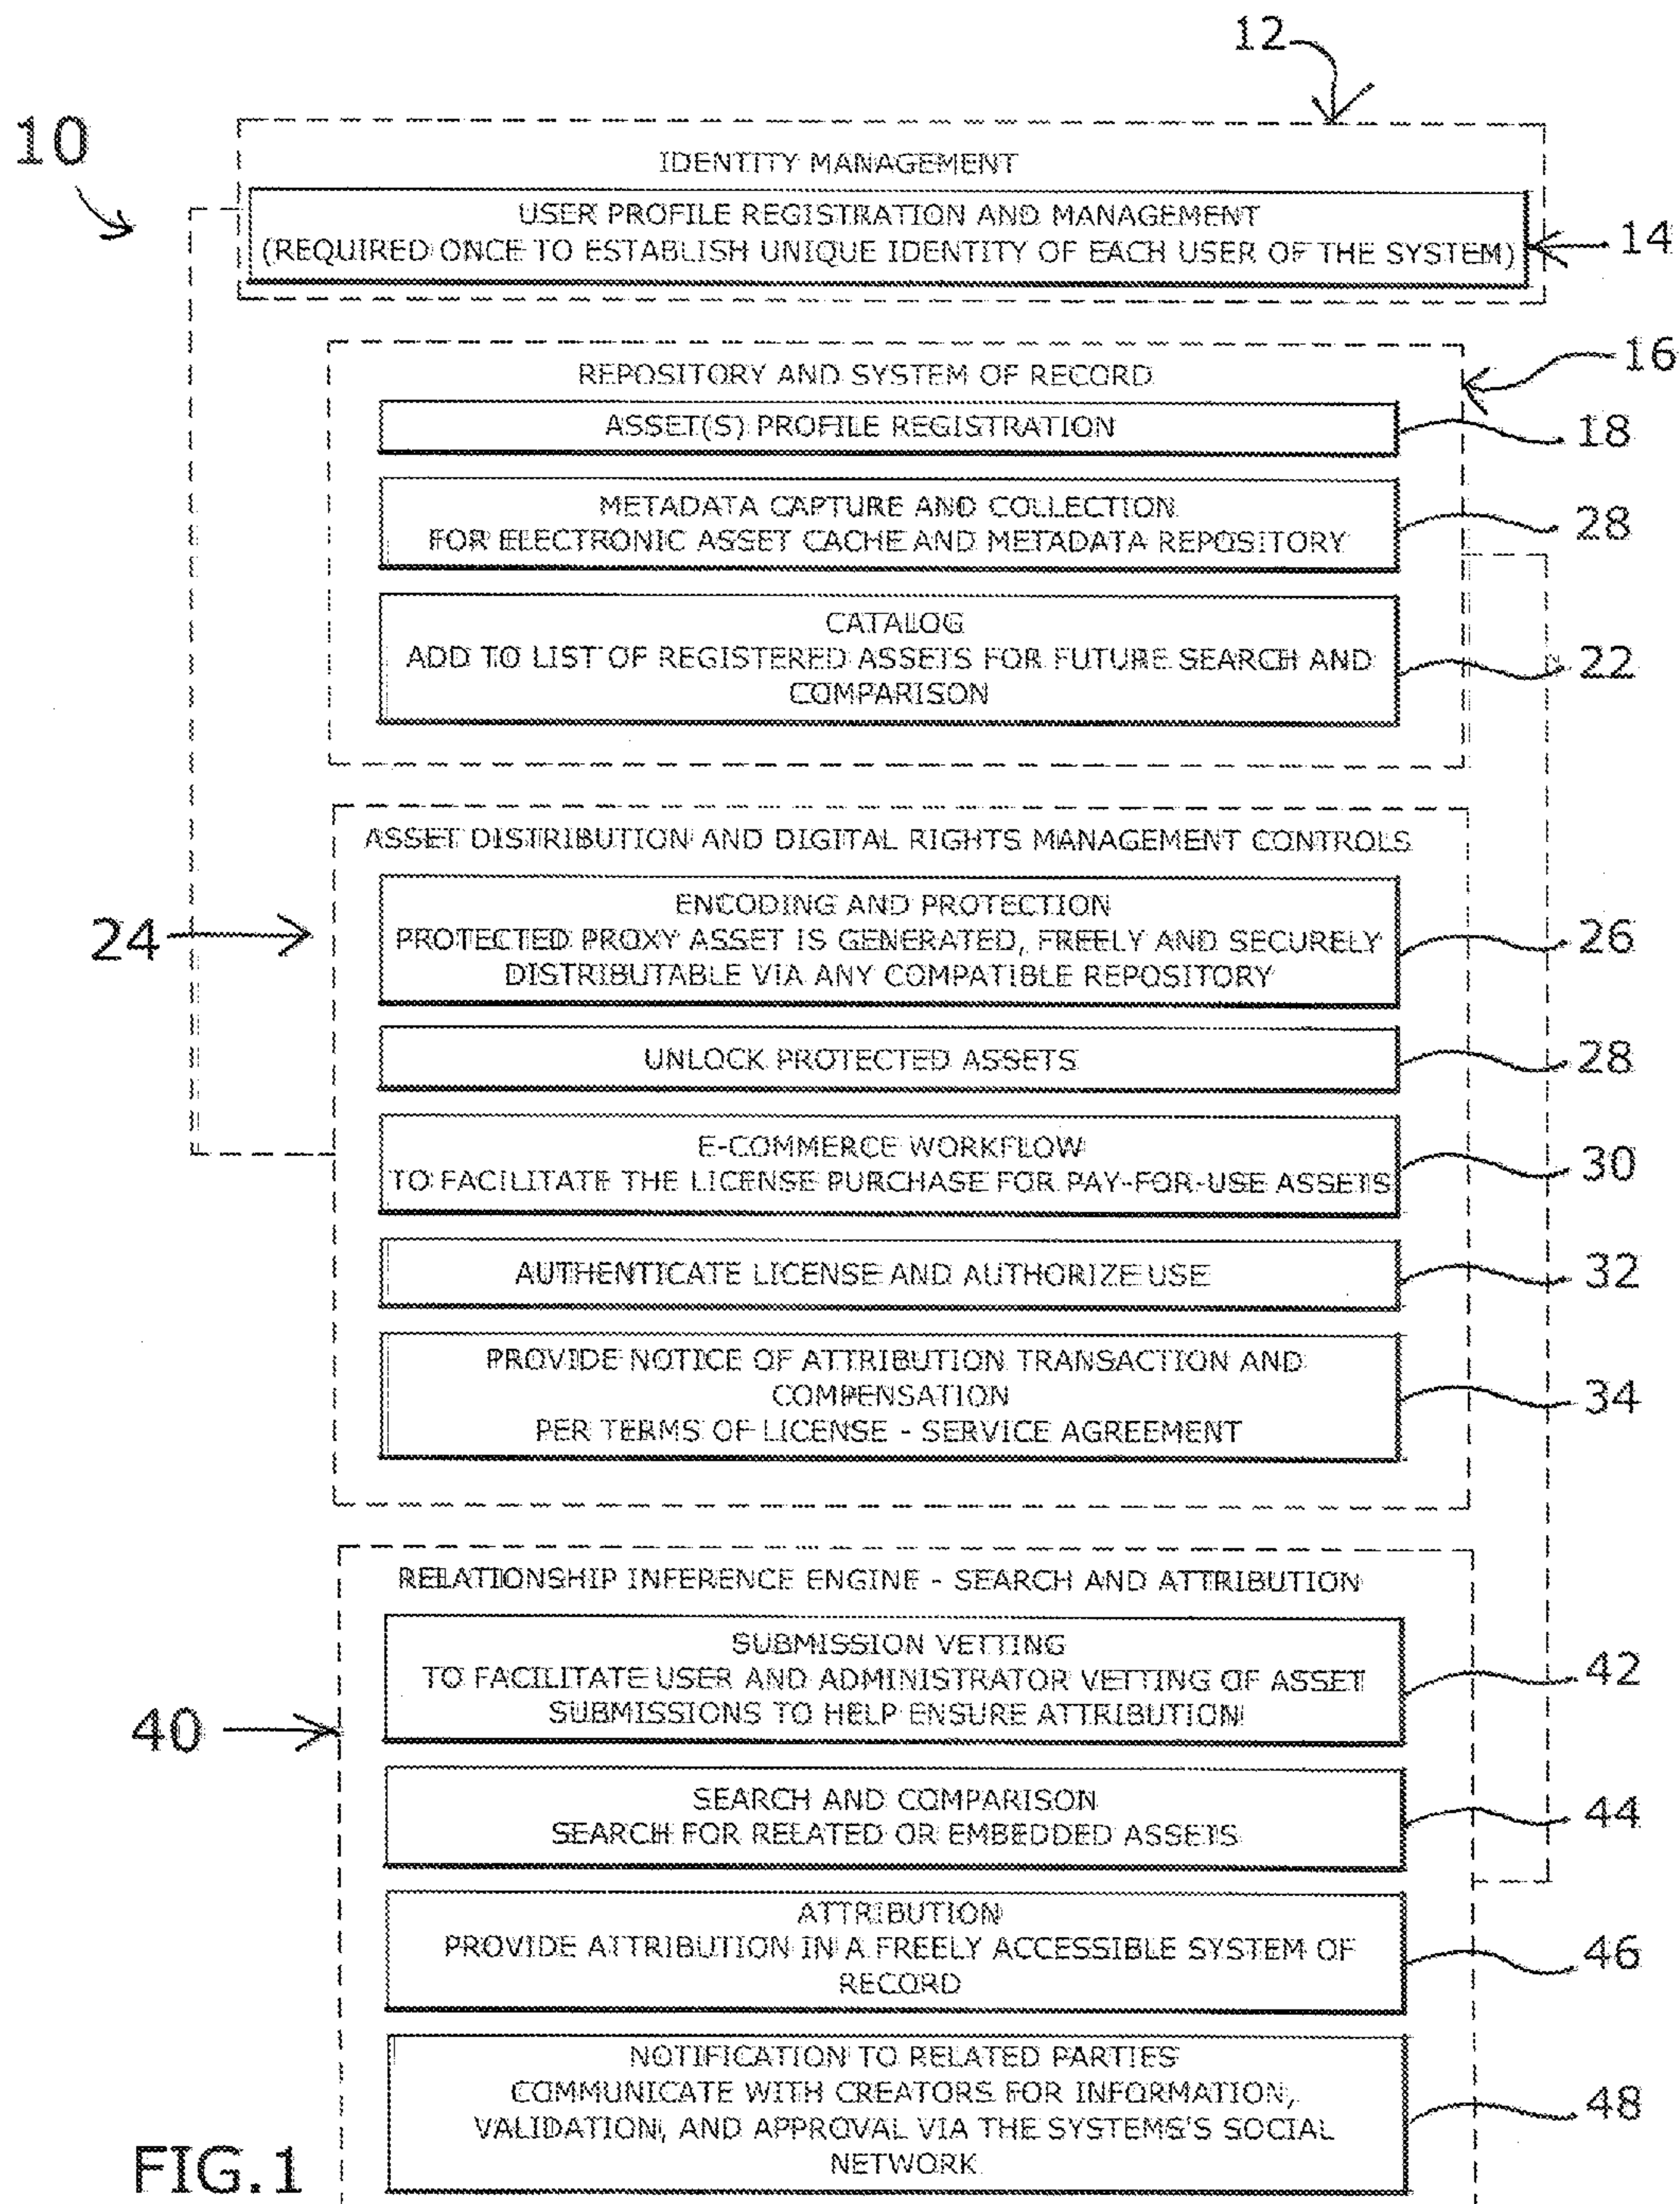 12
10
IDENTITY MANAGEMENT
USER PROFILE REGISTRATION AND MANAGEMENT
(REQUIRED ONCE TO ESTABLISH UNIQUE IDENTITY OF EACH USER OF THE SYSTEM)
14
16
REPOSITORY AND SYSTEM OF RECORD
ASSET(S) PROFILE REGISTRATION
18
METADATA CAPTURE AND COLLECTION
FOR ELECTRONIC ASSET CACHE AND METADATA REPOSITORY
28
CATALOG
ADD TO LIST OF REGISTERED ASSETS FOR FUTURE SEARCH AND
COMPARISON
22
ASSET DISTRIBUTION AND DIGITAL RIGHTS MANAGEMENT CONTROLS
24
ENCODING AND PROTECTION
PROTECTED PROXY ASSET IS GENERATED, FREELY AND SECURELY
DISTRIBUTABLE VIA ANY COMPATIBLE REPOSITORY
26
UNLOCK PROTECTED ASSETS
28
E-COMMERCE WORKFLOW
TO FACILITATE THE LICENSE PURCHASE FOR PAY-FOR-USE ASSETS
30
AUTHENTICATE LICENSE AND AUTHORIZE USE
32
PROVIDE NOTICE OF ATTRIBUTION TRANSACTION AND
COMPENSATION
PER TERMS OF LICENSE - SERVICE AGREEMENT
34
RELATIONSHIP INFERENCE ENGINE - SEARCH AND ATTRIBUTION
40
SUBMISSION VETTING
TO FACILITATE USER AND ADMINISTRATOR VETTING OF ASSET
SUBMISSIONS TO HELP ENSURE ATTRIBUTION
42
SEARCH AND COMPARISON
SEARCH FOR RELATED OR EMBEDDED ASSETS
44
ATTRIBUTION
PROVIDE ATTRIBUTION IN A FREELY ACCESSIBLE SYSTEM OF
RECORD
46
NOTIFICATION TO RELATED PARTIES
COMMUNICATE WITH CREATORS FOR INFORMATION,
VALIDATION, AND APPROVAL VIA THE SYSTEMS'S SOCIAL
NETWORK
48
FIG.1